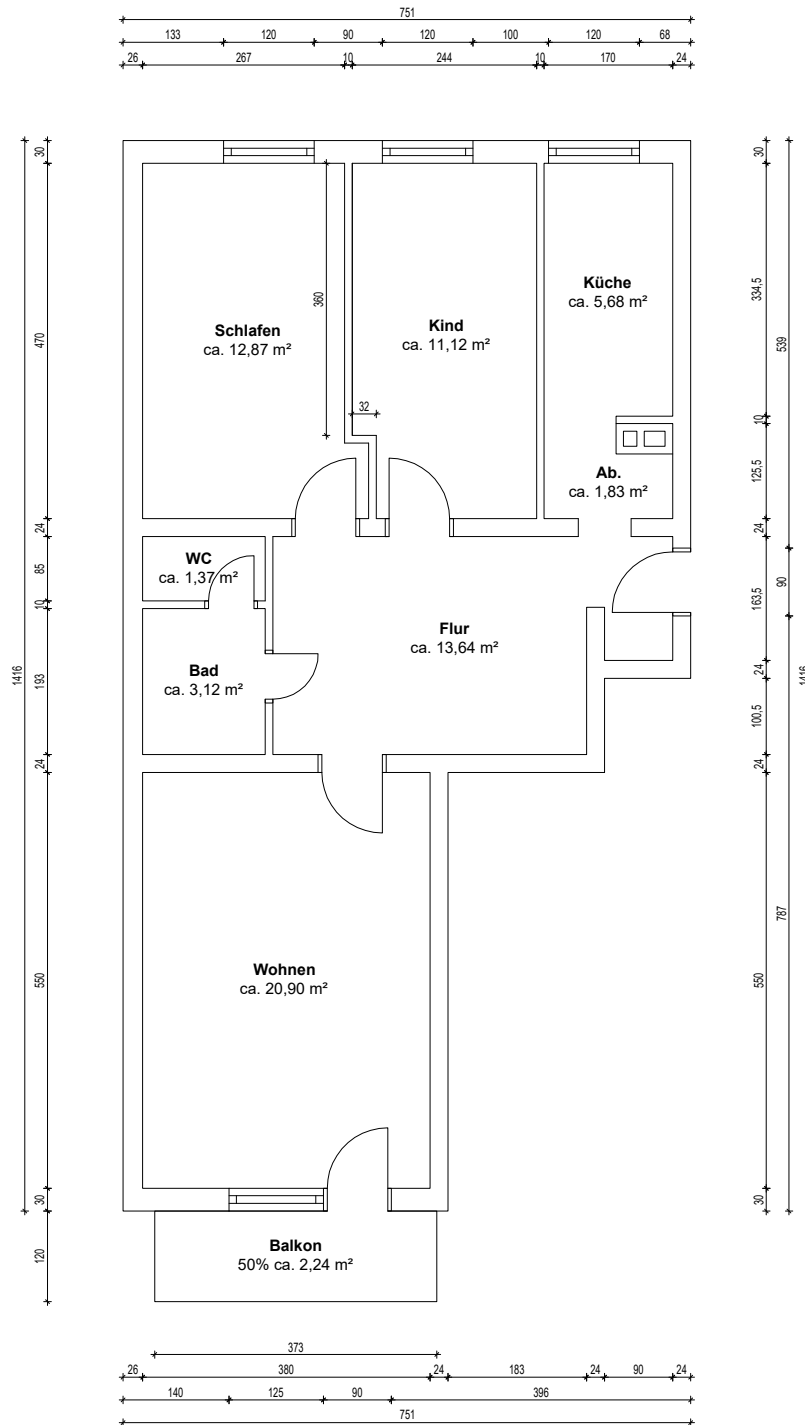 751
133 120 90 120 100 120 68
26 267 10 244 10 170 24
30
470
24
85
10
193
24
550
30
120
1416
30
334,5
10
125,5
24
163,5
24
100,5
24
550
30
539
90
787
1416
360
32
Schlafen
ca. 12,87 m²
Kind
ca. 11,12 m²
Küche
ca. 5,68 m²
Ab.
ca. 1,83 m²
WC
ca. 1,37 m²
Flur
ca. 13,64 m²
Bad
ca. 3,12 m²
Wohnen
ca. 20,90 m²
Balkon
50% ca. 2,24 m²
373
26 380 24 183 24 90 24
140 125 90 396
751